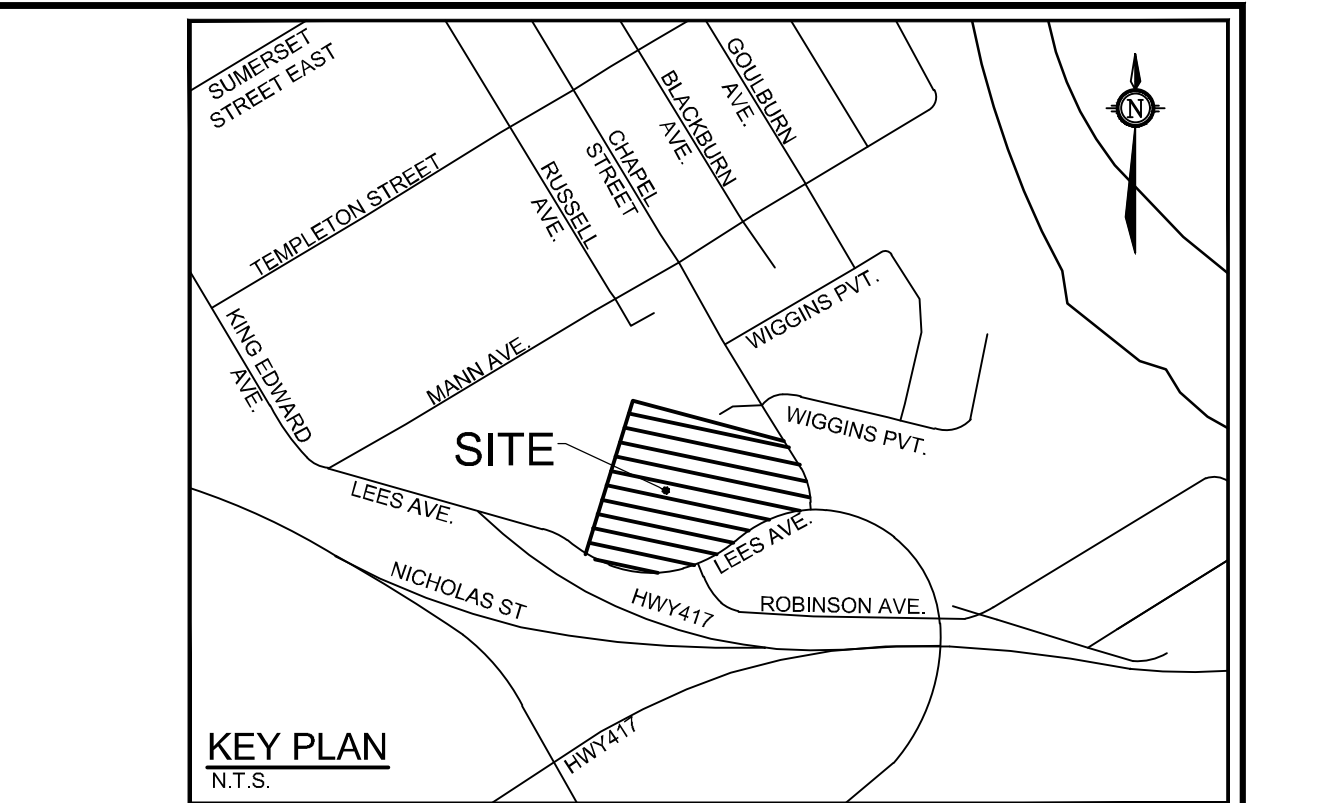 SUMERSET
STREET EAST
GOULBURN
AVE.
BLACKBURN
AVE.
N
CHAPEL
STREET
RUSSELL
AVE.
TEMPLETON STREET
WIGGINS PVT.
KING EDWARD
AVE.
MANN AVE.
WIGGINS PVT.
SITE
LEES AVE.
LEES AVE.
NICHOLAS ST
HWY417
ROBINSON AVE.
HWY417
KEY PLAN
N.T.S.